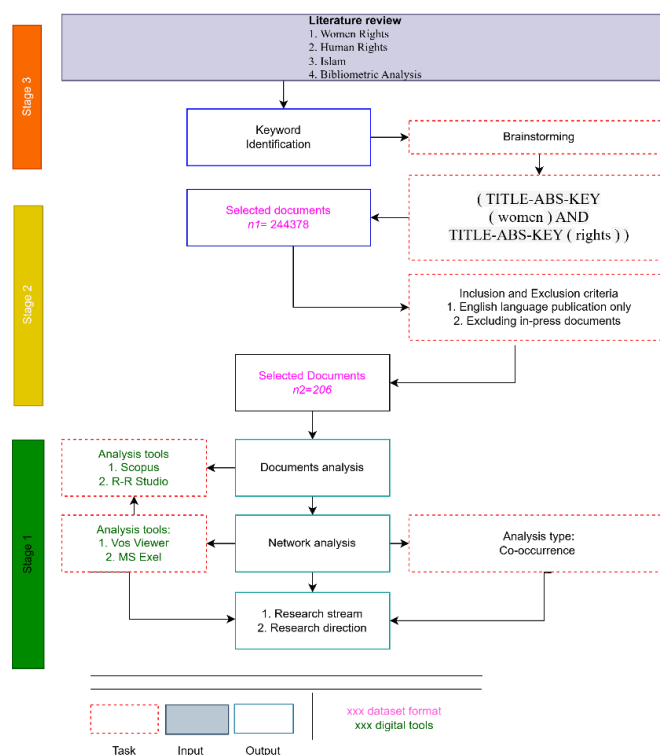 Literature review
1. Women Rights
2. Human Rights
3. Islam
4. Bibliometric Analysis
Stage 3
Keyword
Identification
Brainstorming
Stage 2
Selected documents
n1= 244378
( TITLE-ABS-KEY
( women ) AND
TITLE-ABS-KEY ( rights ) )
Inclusion and Exclusion criteria
1. English language publication only
2. Excluding in-press documents
Selected Documents
n2=206
Stage 1
Analysis tools
1. Scopus
2. R-R Studio
Documents analysis
Analysis tools:
1. Vos Viewer
2. MS Exel
Network analysis
Analysis type:
Co-occurrence
1. Research stream
2. Research direction
xxx dataset format
xxx digital tools
Task
Input
Output